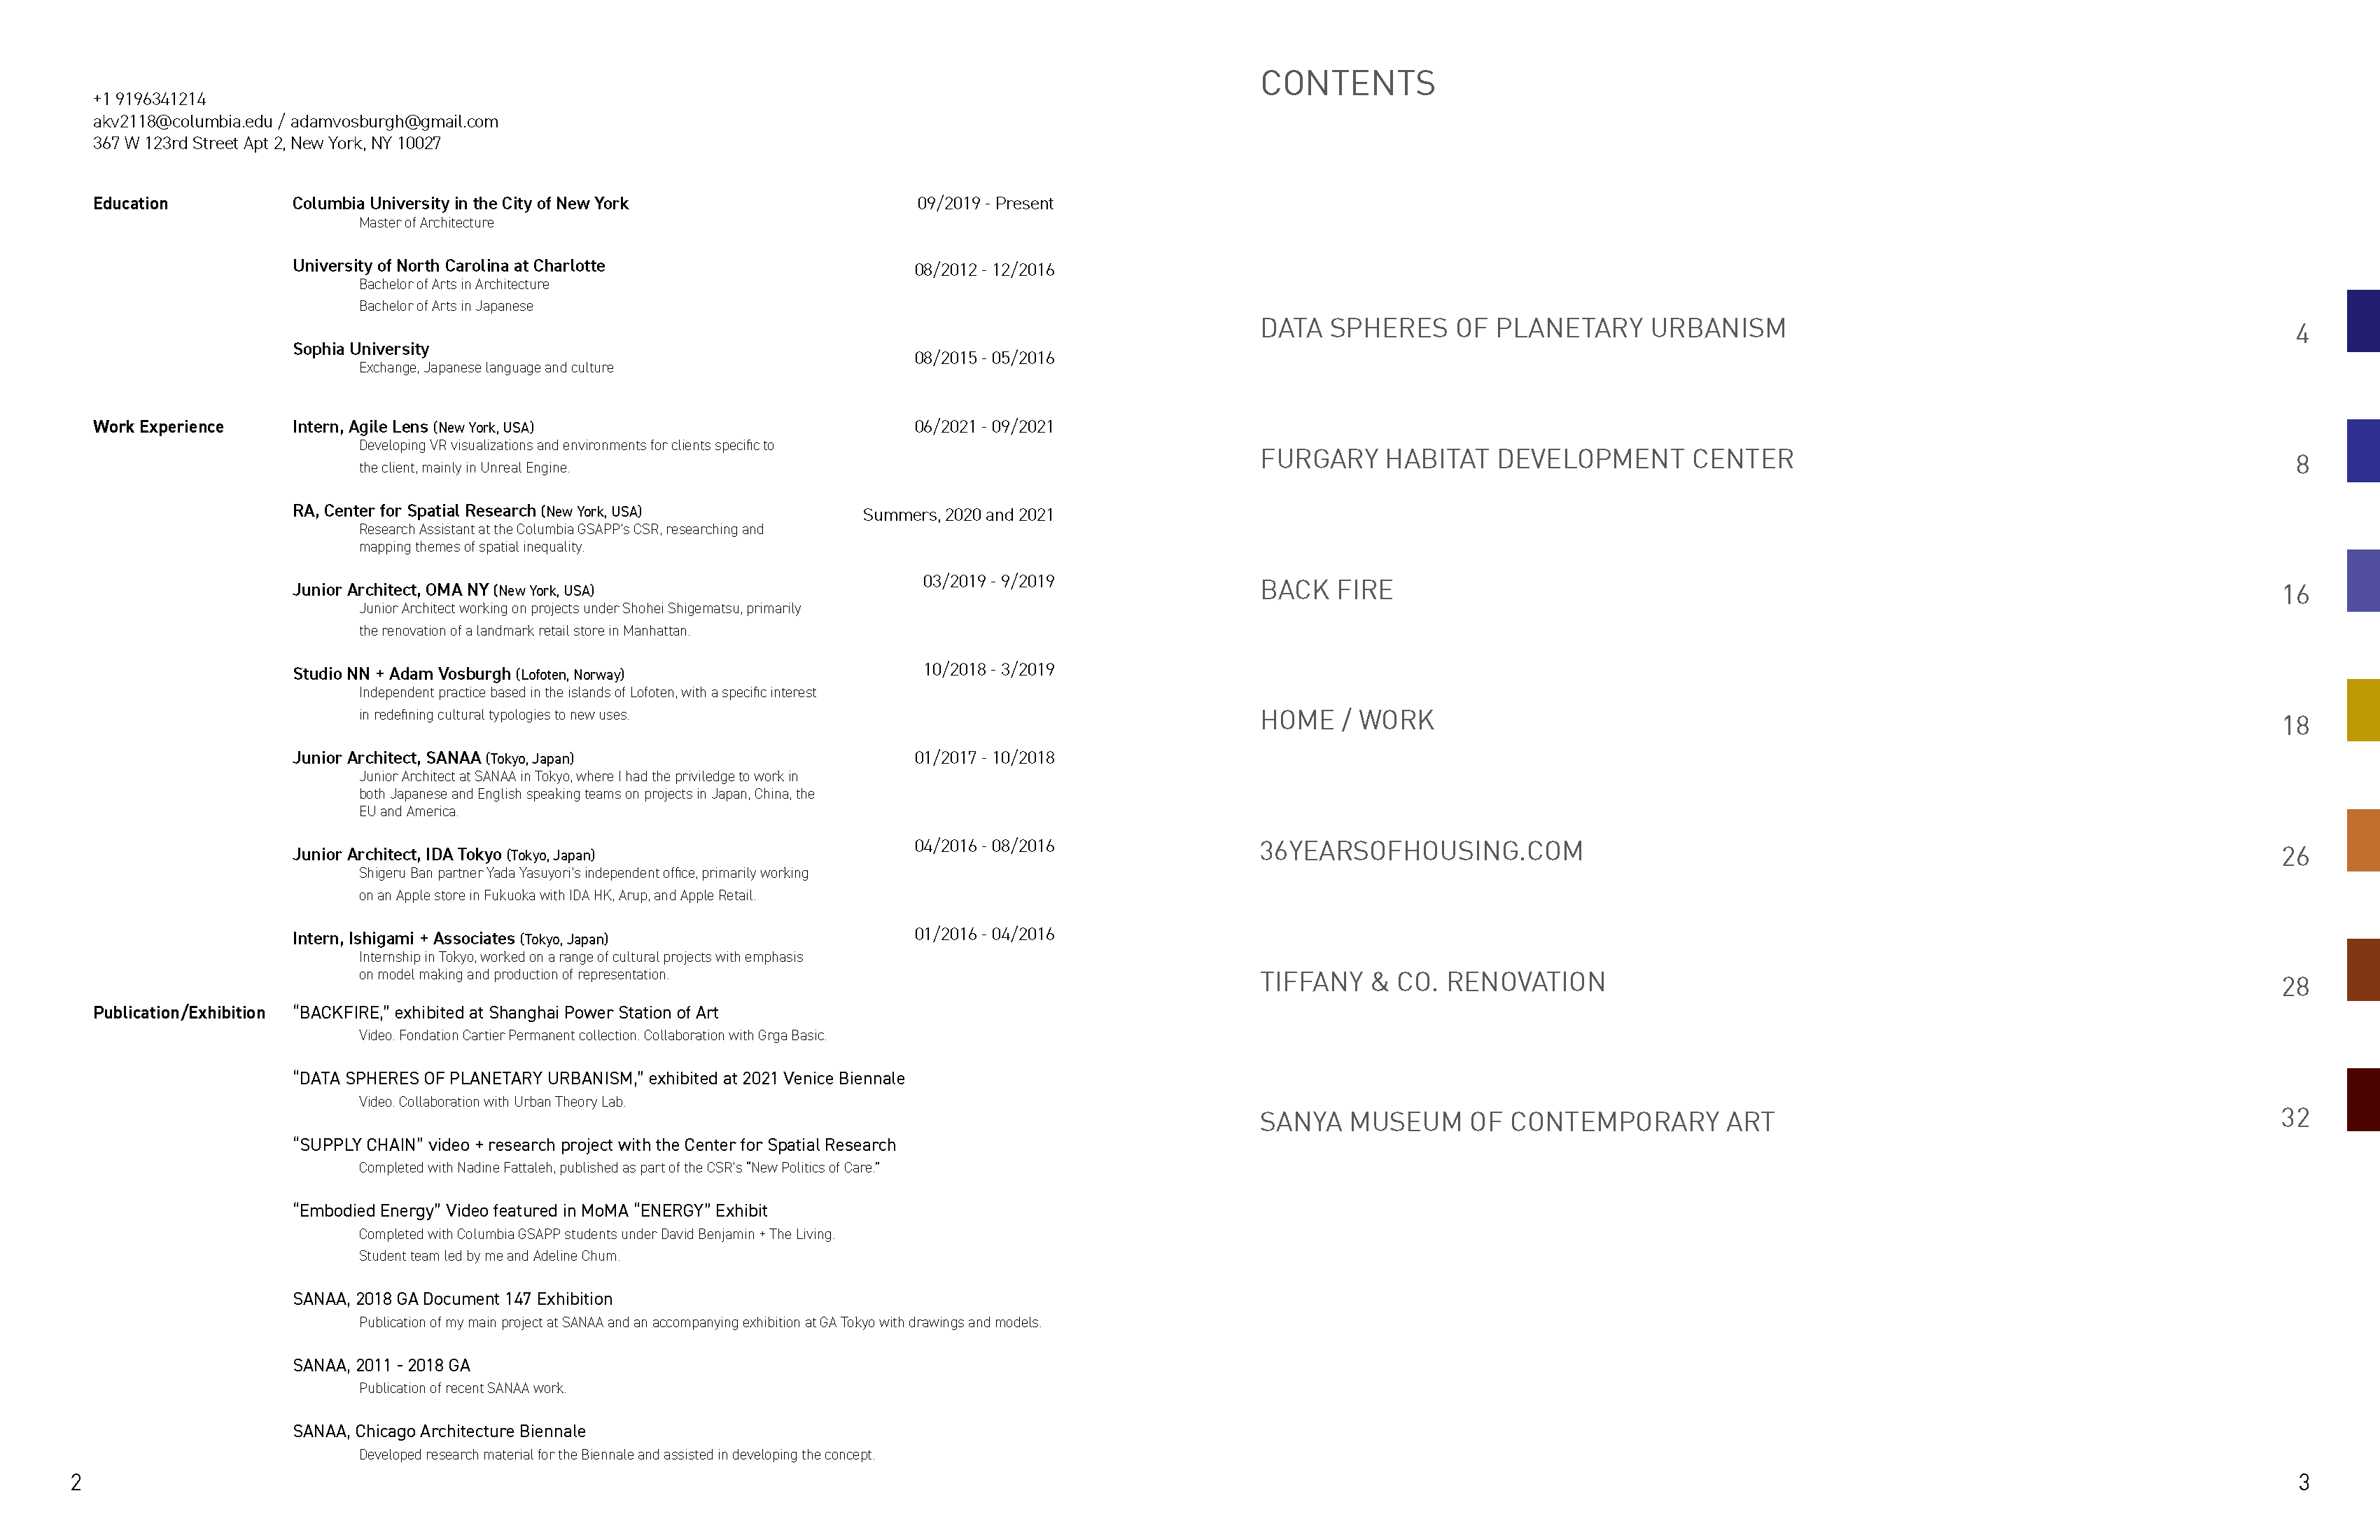 +1 9196341214
akv2118@columbia.edu / adamvosburgh@gmail.com
367 W 123rd Street Apt 2, New York, NY 10027
Education
Columbia University in the City of New York 09/2019 - Present
Master of Architecture
University of North Carolina at Charlotte 08/2012 - 12/2016
Bachelor of Arts in Architecture
Bachelor of Arts in Japanese
Sophia University 08/2015 - 05/2016
Exchange, Japanese language and culture
Work Experience
Intern, Agile Lens (New York, USA) 06/2021 - 09/2021
Developing VR visualizations and environments for clients specific to
the client, mainly in Unreal Engine.
RA, Center for Spatial Research (New York, USA) Summers, 2020 and 2021
Research Assistant at the Columbia GSAPP's CSR, researching and
mapping themes of spatial inequality.
Junior Architect, OMA NY (New York, USA) 03/2019 - 9/2019
Junior Architect working on projects under Shohei Shigematsu, primarily
the renovation of a landmark retail store in Manhattan.
Studio NN + Adam Vosburgh (Lofoten, Norway) 10/2018 - 3/2019
Independent practice based in the islands of Lofoten, with a specific interest
in redefining cultural typologies to new uses.
Junior Architect, SANAA (Tokyo, Japan) 01/2017 - 10/2018
Junior Architect at SANAA in Tokyo, where I had the priviledge to work in
both Japanese and English speaking teams on projects in Japan, China, the
EU and America.
Junior Architect, IDA Tokyo (Tokyo, Japan) 04/2016 - 08/2016
Shigeru Ban partner Yada Yasuyori's independent office, primarily working
on an Apple store in Fukuoka with IDA HK, Arup, and Apple Retail.
Intern, Ishigami + Associates (Tokyo, Japan) 01/2016 - 04/2016
Internship in Tokyo, worked on a range of cultural projects with emphasis
on model making and production of representation.
Publication/Exhibition
“BACKFIRE,” exhibited at Shanghai Power Station of Art
Video. Fondation Cartier Permanent collection. Collaboration with Grga Basic.
“DATA SPHERES OF PLANETARY URBANISM,” exhibited at 2021 Venice Biennale
Video. Collaboration with Urban Theory Lab.
“SUPPLY CHAIN” video + research project with the Center for Spatial Research
Completed with Nadine Fattaleh, published as part of the CSR's "New Politics of Care."
“Embodied Energy” Video featured in MoMA “ENERGY” Exhibit
Completed with Columbia GSAPP students under David Benjamin + The Living.
Student team led by me and Adeline Chum.
SANAA, 2018 GA Document 147 Exhibition
Publication of my main project at SANAA and an accompanying exhibition at GA Tokyo with drawings and models.
SANAA, 2011 - 2018 GA
Publication of recent SANAA work.
SANAA, Chicago Architecture Biennale
Developed research material for the Biennale and assisted in developing the concept.
2
CONTENTS
DATA SPHERES OF PLANETARY URBANISM 4
FURGARY HABITAT DEVELOPMENT CENTER 8
BACK FIRE 16
HOME / WORK 18
36YEARSOFHOUSING.COM 26
TIFFANY & CO. RENOVATION 28
SANYA MUSEUM OF CONTEMPORARY ART 32
3